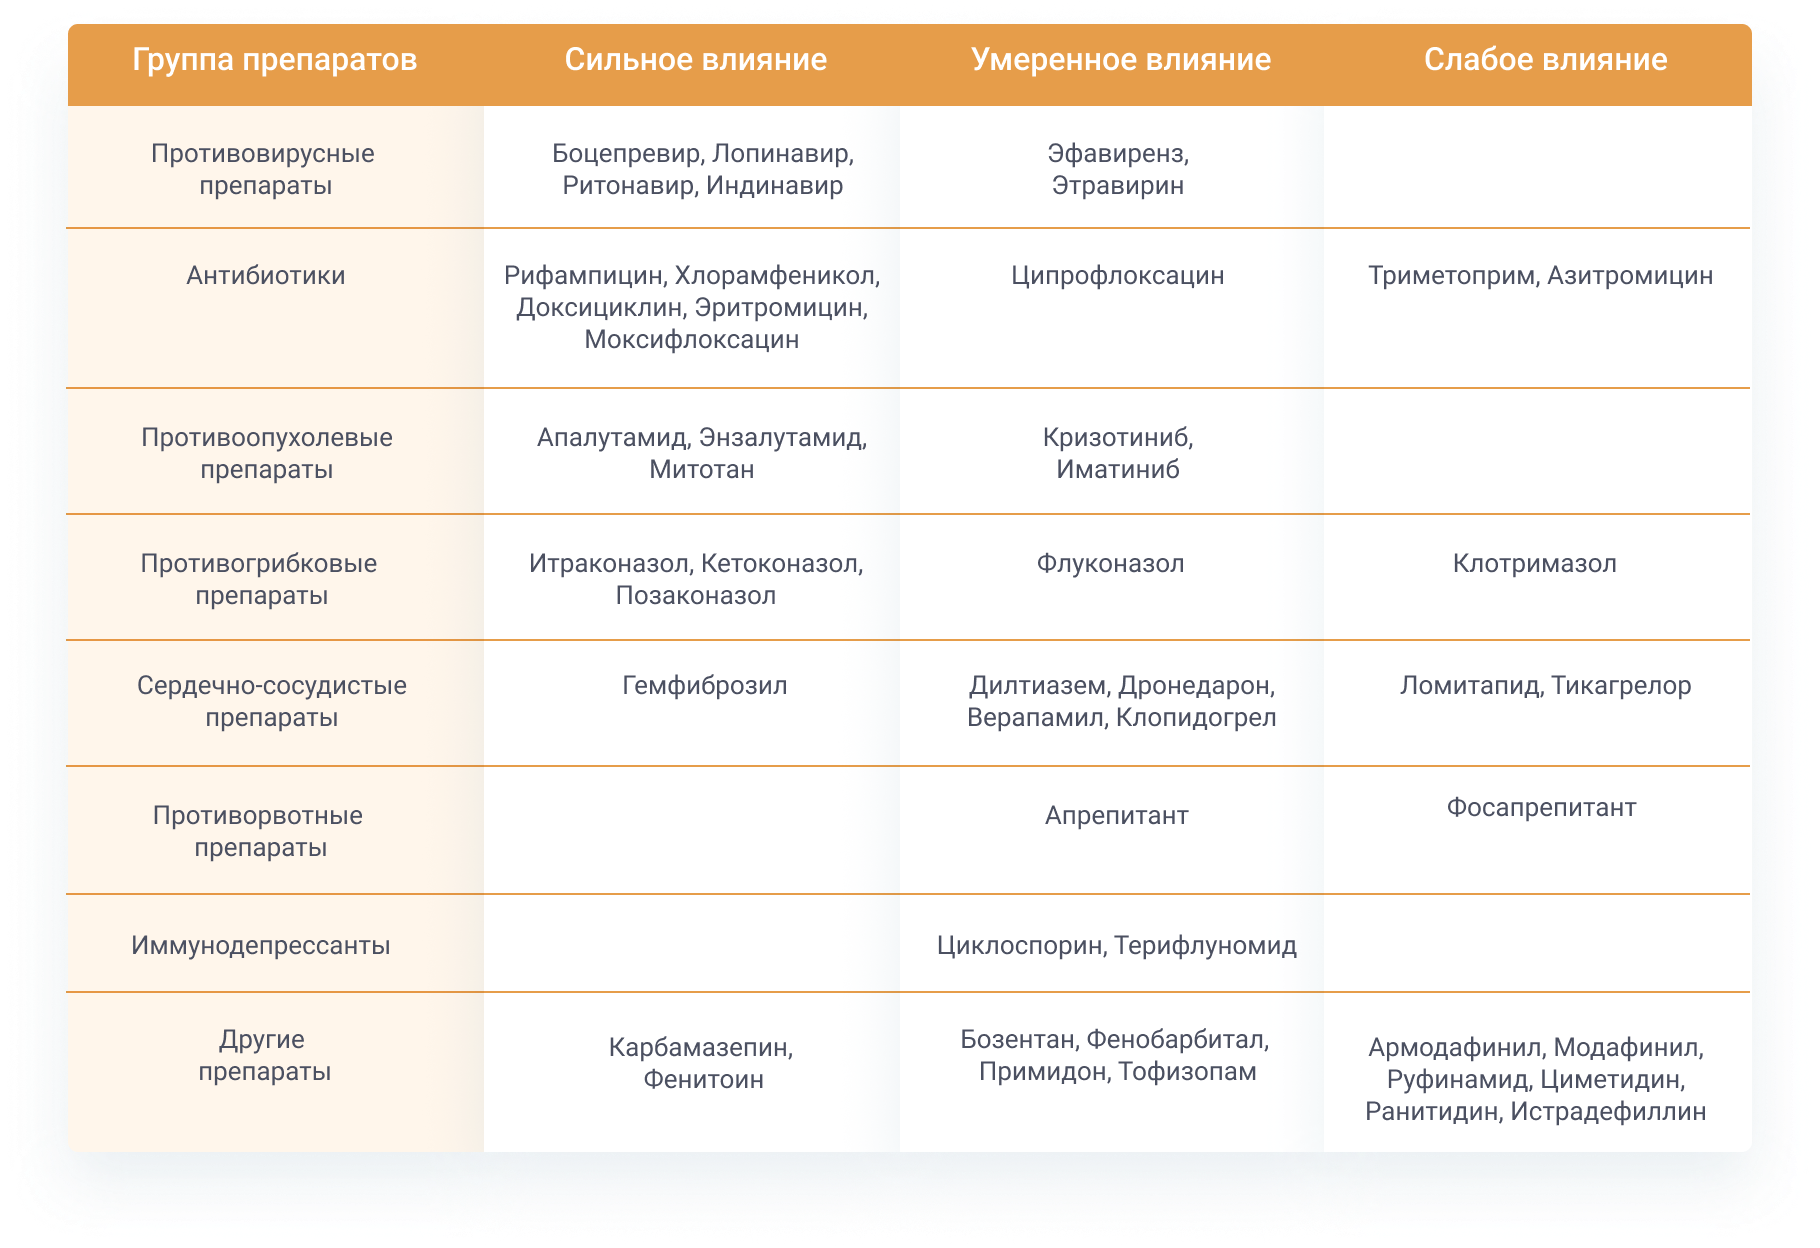 Группа препаратов Сильное влияние Умеренное влияние Слабое влияние
Противовирусные
препараты
Боцепревир, Лопинавир,
Ритонавир, Индинавир
Эфавиренз,
Этравирин
Антибиотики
Рифампицин, Хлорамфеникол,
Доксициклин, Эритромицин,
Моксифлоксацин
Ципрофлоксацин
Триметоприм, Азитромицин
Противоопухолевые
препараты
Апалутамид, Энзалутамид,
Митотан
Кризотиниб,
Иматиниб
Противогрибковые
препараты
Итраконазол, Кетоконазол,
Позаконазол
Флуконазол
Клотримазол
Сердечно-сосудистые
препараты
Гемфиброзил
Дилтиазем, Дронедарон,
Верапамил, Клопидогрел
Ломитапид, Тикагрелор
Противорвотные
препараты
Апрепитант
Фосапрепитант
Иммунодепрессанты
Циклоспорин, Терифлуномид
Другие
препараты
Карбамазепин,
Фенитоин
Бозентан, Фенобарбитал,
Примидон, Тофизопам
Армодафинил, Модафинил,
Руфинамид, Циметидин,
Ранитидин, Истрадефиллин